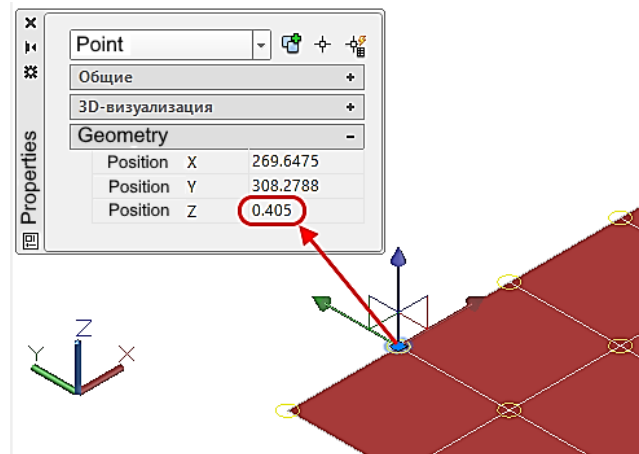 Point
Общие
3D-визуализация
Geometry
Position X 269.6475
Position Y 308.2788
Position Z 0.405
Properties
Z
Y X